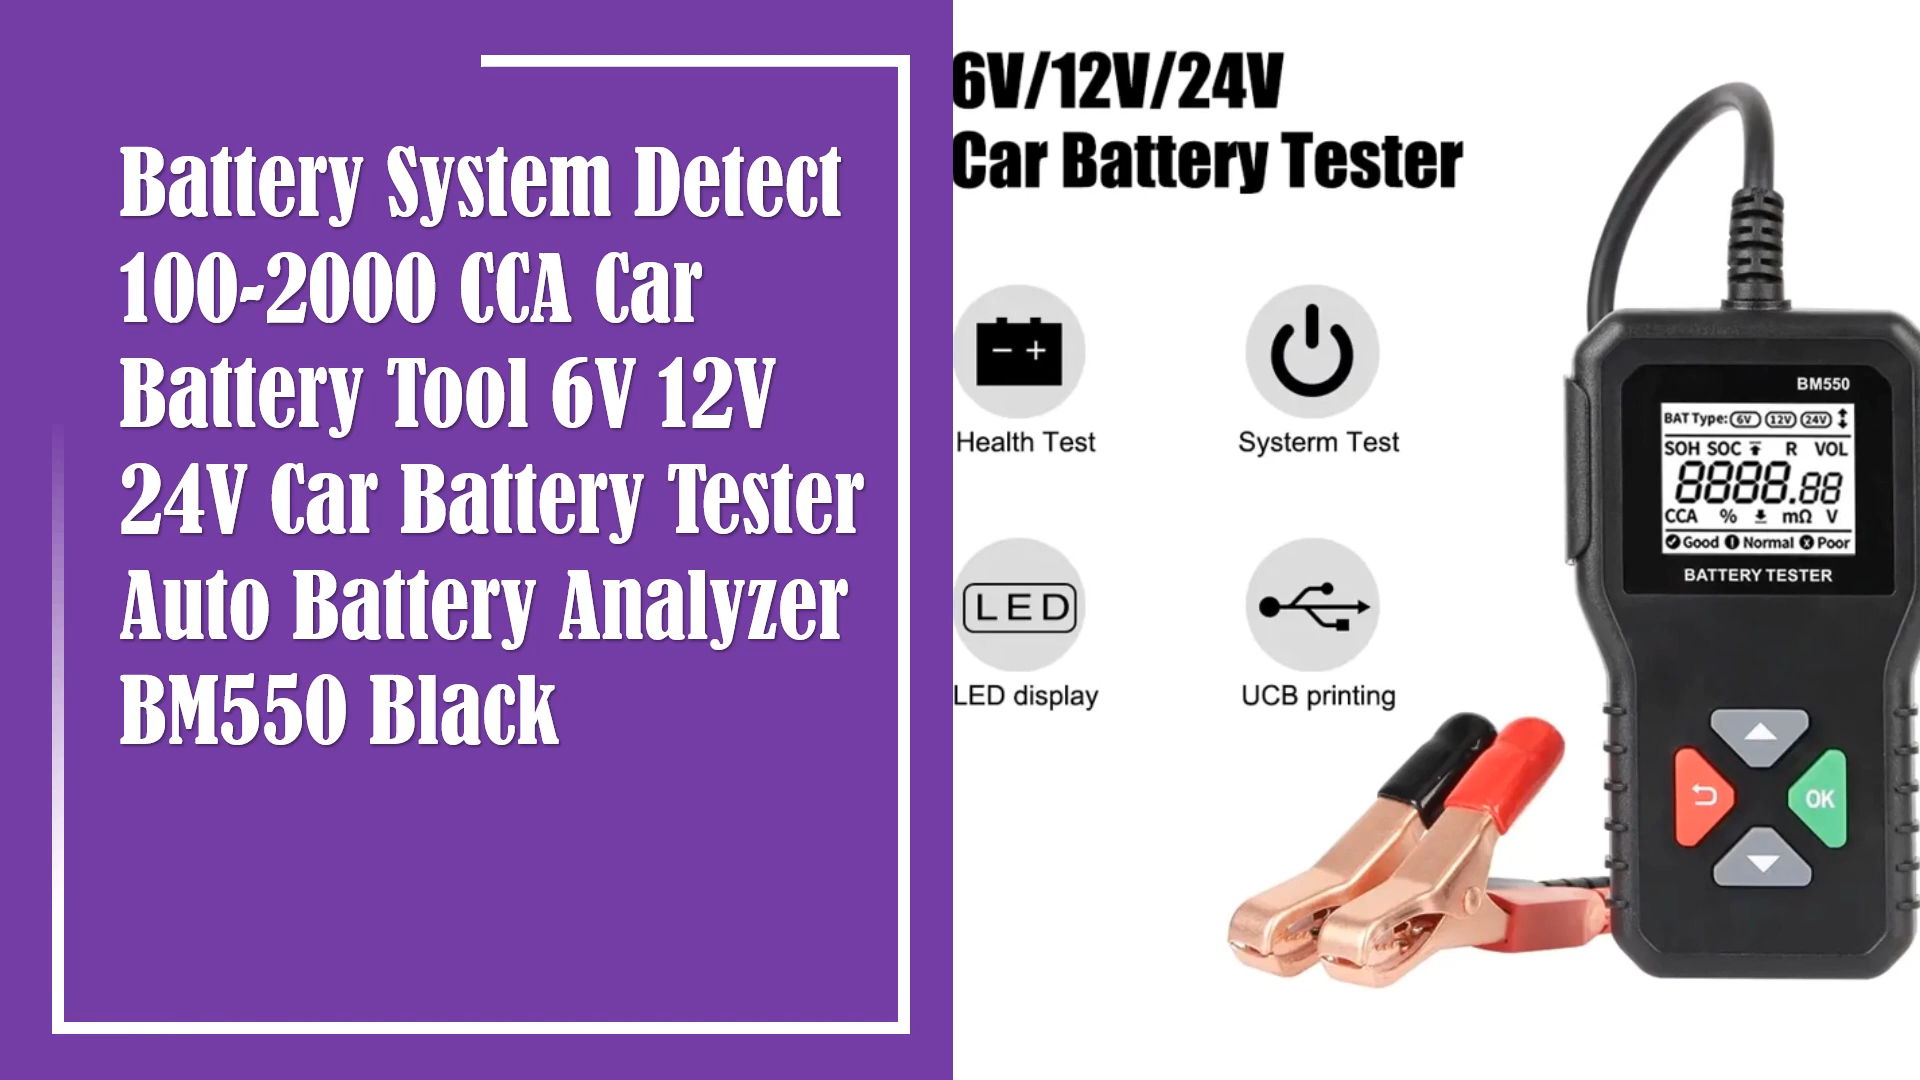 Battery System Detect
100-2000 CCA Car
Battery Tool 6V 12V
24V Car Battery Tester
Auto Battery Analyzer
BM550 Black
6V/12V/24V
Car Battery Tester
Health Test
Systerm Test
LED
LED display
UCB printing
BM550
BAT Type: 6V 12V 24V
SOH SOC R VOL
8888.88
CCA % mΩ V
Good Normal Poor
BATTERY TESTER
OK